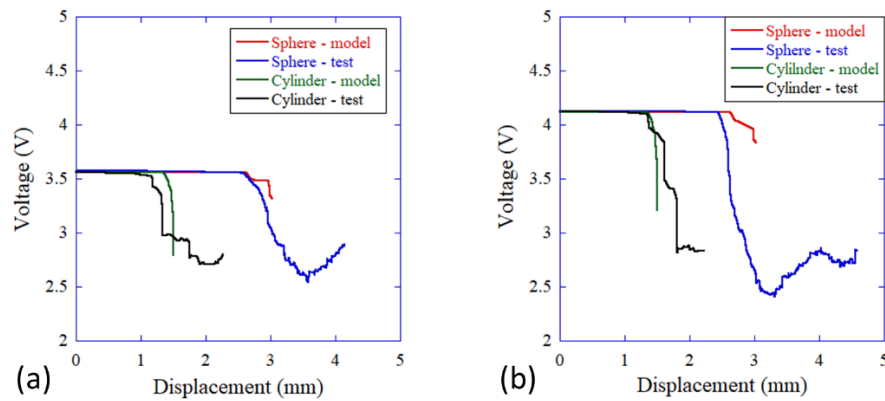 5
4.5
4
3.5
3
2.5
2
Voltage (V)
Sphere - model
Sphere - test
Cylinder - model
Cylinder - test
0 1 2 3 4 5
Displacement (mm)
(a)
5
4.5
4
3.5
3
2.5
2
Voltage (V)
Sphere - model
Sphere - test
Cylilnder - model
Cylinder - test
0 1 2 3 4 5
Displacement (mm)
(b)